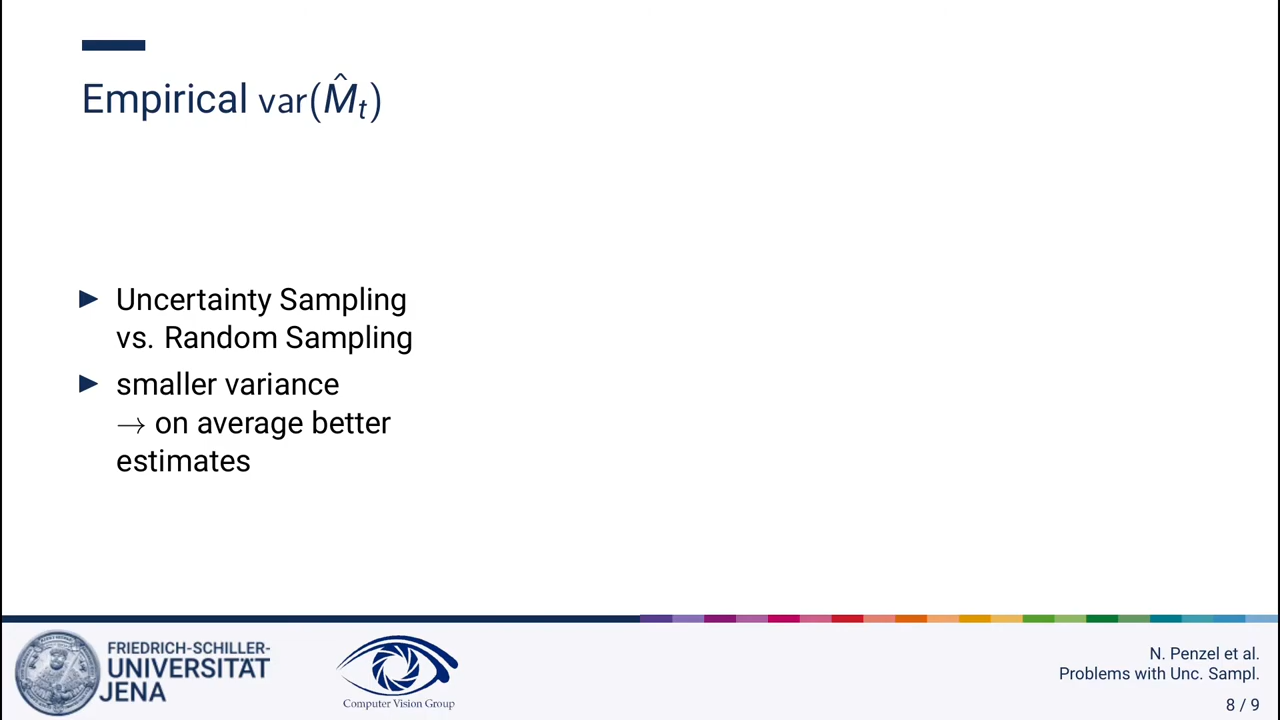 Empirical var(M̂ₜ)
▶ Uncertainty Sampling
vs. Random Sampling
▶ smaller variance
→ on average better
estimates
FRIEDRICH-SCHILLER-
UNIVERSITÄT
JENA
Computer Vision Group
N. Penzel et al.
Problems with Unc. Sampl.
8 / 9